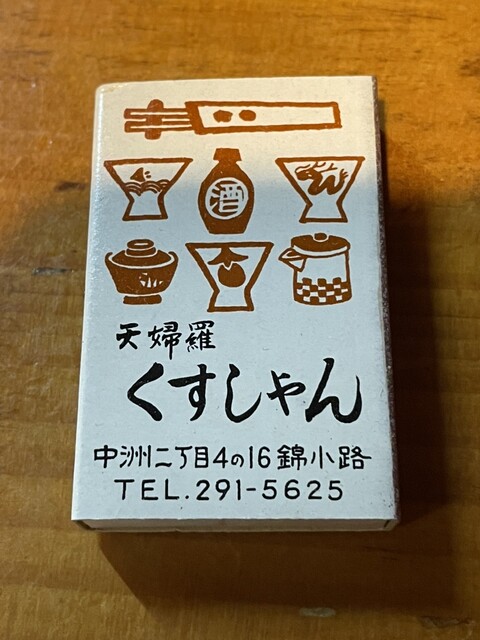 酒
天婦羅
くすしゃん
中洲二丁目4の16錦小路
TEL.291-5625